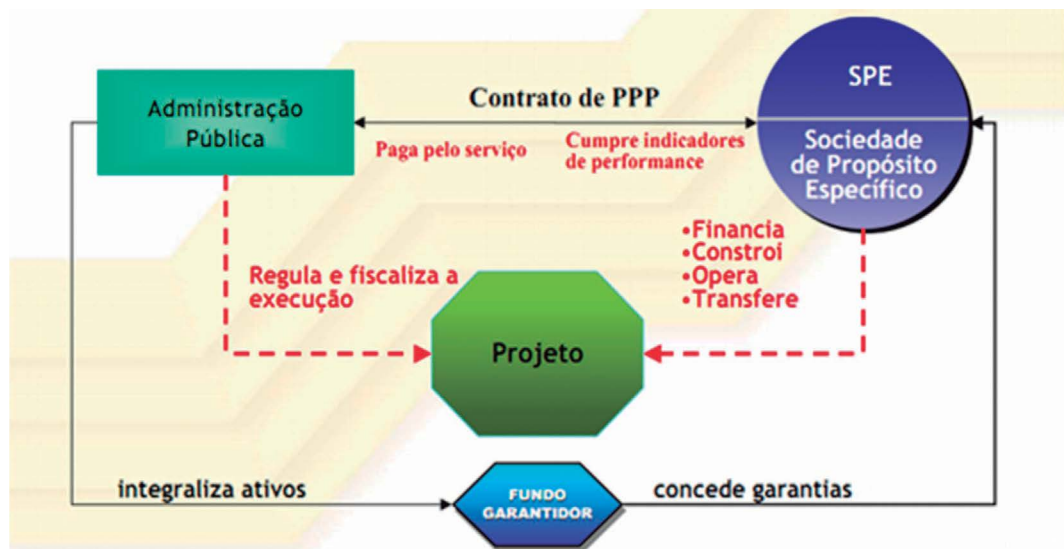 Administração
Pública
Contrato de PPP
Paga pelo serviço
Cumpre indicadores
de performance
SPE
Sociedade
de Propósito
Específico
Regula e fiscaliza a
execução
•Financia
•Constroi
•Opera
•Transfere
Projeto
integraliza ativos
FUNDO
GARANTIDOR
concede garantias